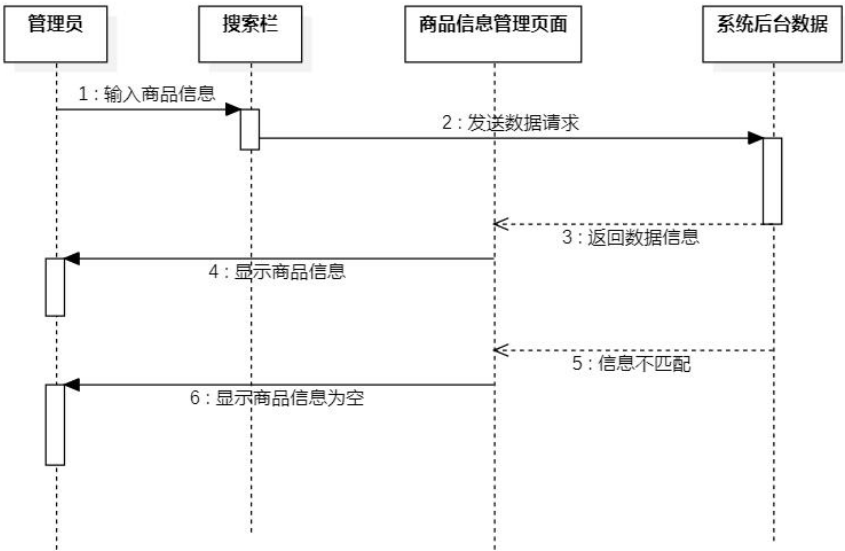 管理员
搜索栏
商品信息管理页面
系统后台数据
1 : 输入商品信息
2 : 发送数据请求
3 : 返回数据信息
4 : 显示商品信息
5 : 信息不匹配
6 : 显示商品信息为空